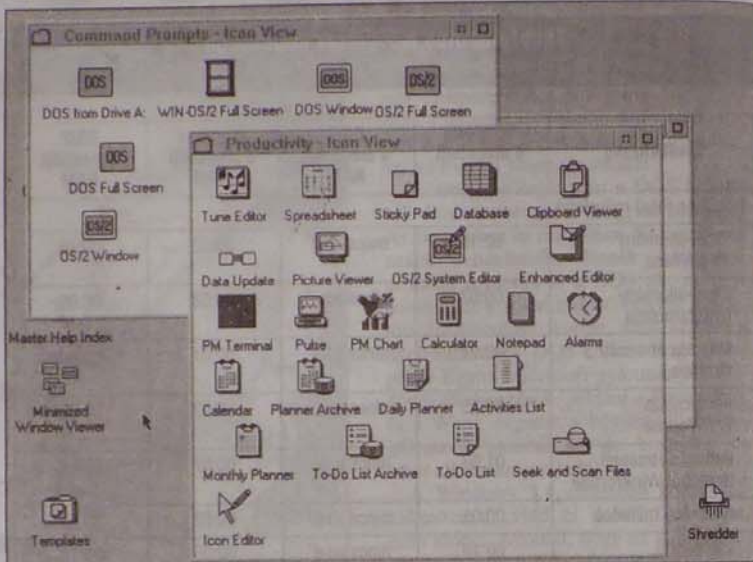 Command Prompts - Icon View
DOS
DOS
OS/2
DOS from Drive A: WIN-OS/2 Full Screen DOS Window OS/2 Full Screen
DOS
DOS Full Screen
OS/2
OS/2 Window
Productivity - Icon View
Tune Editor Spreadsheet Sticky Pad Database Clipboard Viewer
OS/2
Data Update Picture Viewer OS/2 System Editor Enhanced Editor
PM Terminal Pulse PM Chart Calculator Notepad Alarms
Calendar Planner Archive Daily Planner Activities List
Monthly Planner To-Do List Archive To-Do List Seek and Scan Files
Icon Editor
Master Help Index
Minimized
Window Viewer
Templates
Shredder